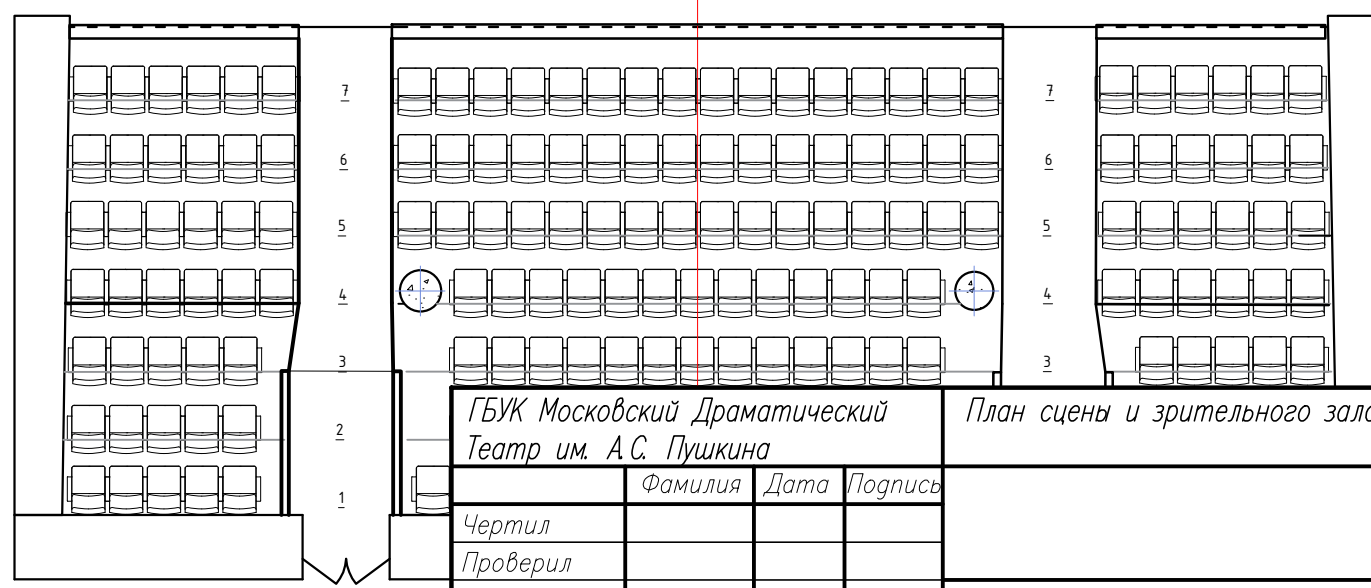 7 7
6 6
5 5
4 4
3 3
2
1
ГБУК Московский Драматический
Театр им. А.С. Пушкина
План сцены и зрительного зала
Фамилия Дата Подпись
Чертил
Проверил